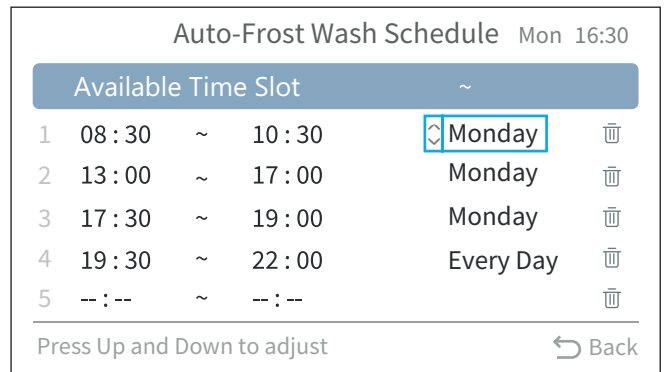 Auto-Frost Wash Schedule Mon 16:30
Available Time Slot ~
1 08 : 30 ~ 10 : 30 Monday
2 13 : 00 ~ 17 : 00 Monday
3 17 : 30 ~ 19 : 00 Monday
4 19 : 30 ~ 22 : 00 Every Day
5 -- : -- ~ -- : --
Press Up and Down to adjust Back